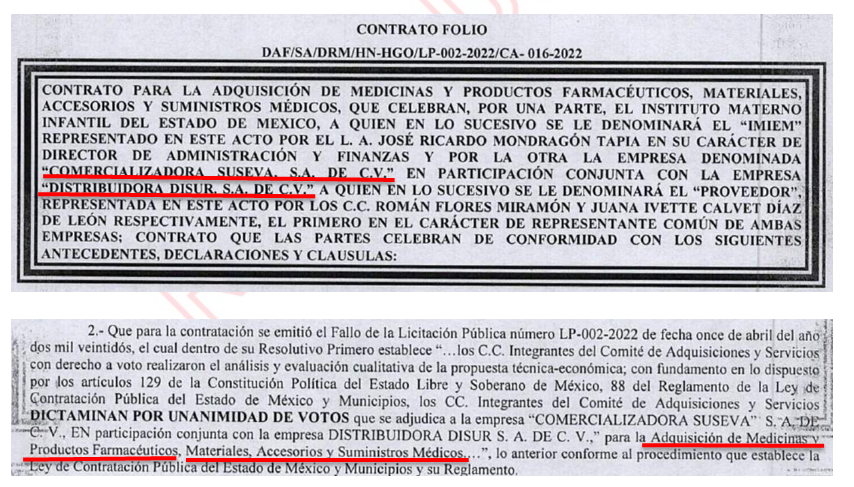 CONTRATO FOLIO
DAF/SA/DRM/HN-HGO/LP-002-2022/CA- 016-2022
CONTRATO PARA LA ADQUISICIÓN DE MEDICINAS Y PRODUCTOS FARMACÉUTICOS, MATERIALES,
ACCESORIOS Y SUMINISTROS MÉDICOS, QUE CELEBRAN, POR UNA PARTE, EL INSTITUTO MATERNO
INFANTIL DEL ESTADO DE MEXICO, A QUIEN EN LO SUCESIVO SE LE DENOMINARÁ EL "IMIEM"
REPRESENTADO EN ESTE ACTO POR EL L. A. JOSÉ RICARDO MONDRAGÓN TAPIA EN SU CARÁCTER DE
DIRECTOR DE ADMINISTRACIÓN Y FINANZAS Y POR LA OTRA LA EMPRESA DENOMINADA
"COMERCIALIZADORA SUSEVA, S.A. DE C.V." EN PARTICIPACIÓN CONJUNTA CON LA EMPRESA
"DISTRIBUIDORA DISUR, S.A. DE C.V." A QUIEN EN LO SUCESIVO SE LE DENOMINARÁ EL "PROVEEDOR",
REPRESENTADA EN ESTE ACTO POR LOS C.C. ROMÁN FLORES MIRAMÓN Y JUANA IVETTE CALVET DÍAZ
DE LEÓN RESPECTIVAMENTE, EL PRIMERO EN EL CARÁCTER DE REPRESENTANTE COMÚN DE AMBAS
EMPRESAS; CONTRATO QUE LAS PARTES CELEBRAN DE CONFORMIDAD CON LOS SIGUIENTES
ANTECEDENTES, DECLARACIONES Y CLAUSULAS:
2.- Que para la contratación se emitió el Fallo de la Licitación Pública número LP-002-2022 de fecha once de abril del año
dos mil veintidós, el cual dentro de su Resolutivo Primero establece "…los C.C. Integrantes del Comité de Adquisiciones y Servicios
con derecho a voto realizaron el análisis y evaluación cualitativa de la propuesta técnica-económica; con fundamento en lo dispuesto
por los artículos 129 de la Constitución Política del Estado Libre y Soberano de México, 88 del Reglamento de la Ley de
Contratación Pública del Estado de México y Municipios, los CC. Integrantes del Comité de Adquisiciones y Servicios
DICTAMINAN POR UNANIMIDAD DE VOTOS que se adjudica a la empresa "COMERCIALIZADORA SUSEVA" S. A. DE
C. V., EN participación conjunta con la empresa DISTRIBUIDORA DISUR S. A. DE C. V.," para la Adquisición de Medicinas y
Productos Farmacéuticos, Materiales, Accesorios y Suministros Médicos.…", lo anterior conforme al procedimiento que establece la
Ley de Contratación Pública del Estado de México y Municipios y su Reglamento.